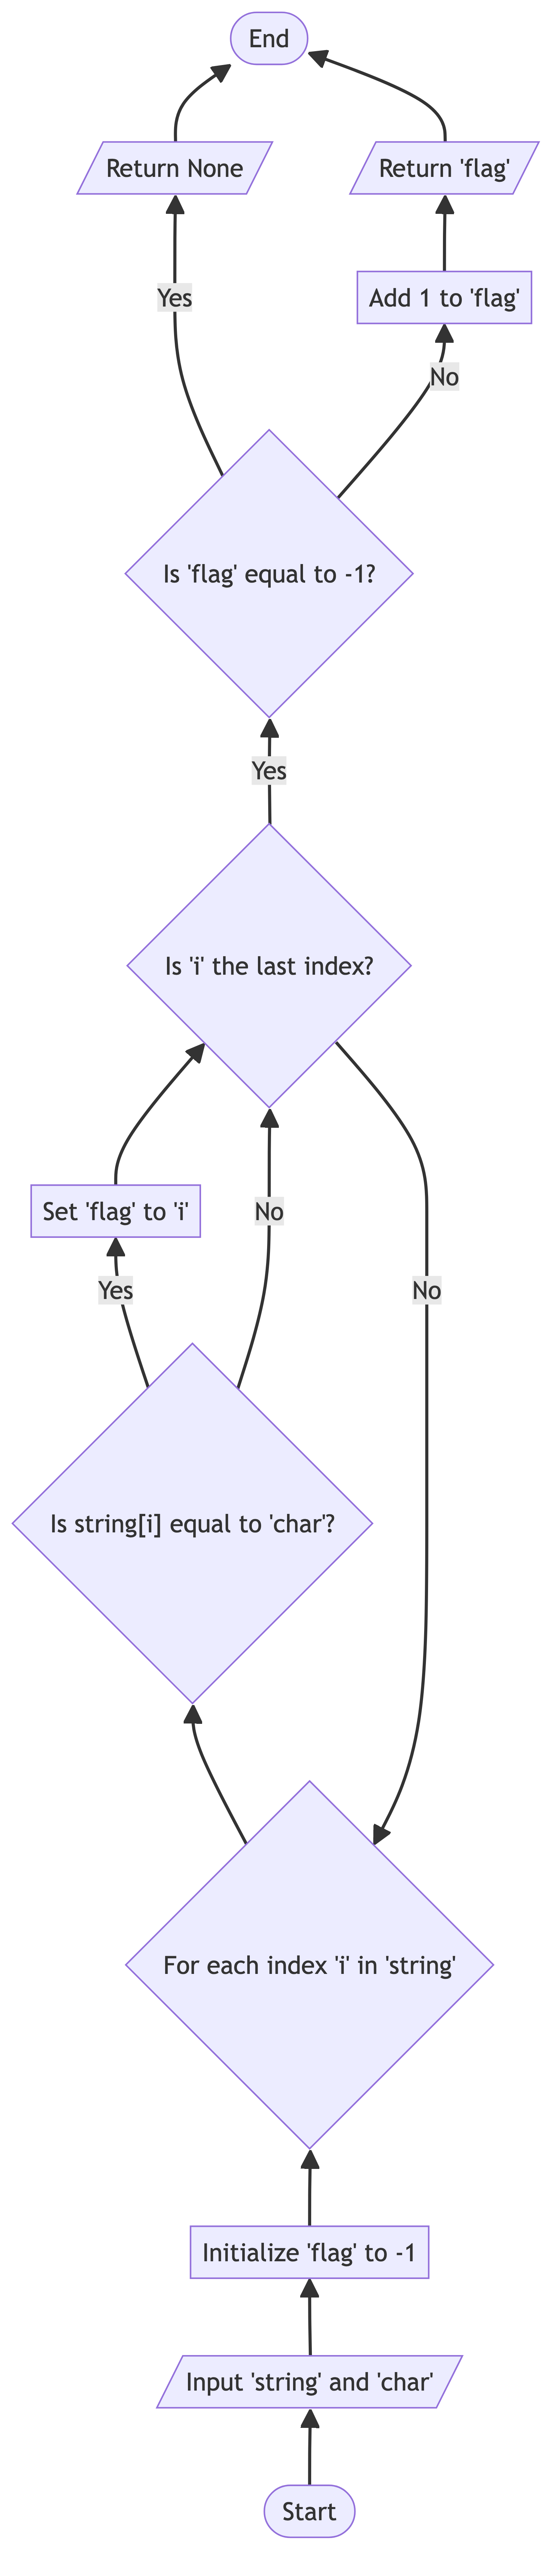 End
Return None
Return 'flag'
Yes
Add 1 to 'flag'
No
Is 'flag' equal to -1?
Yes
Is 'i' the last index?
Set 'flag' to 'i'
No
Yes
No
Is string[i] equal to 'char'?
For each index 'i' in 'string'
Initialize 'flag' to -1
Input 'string' and 'char'
Start